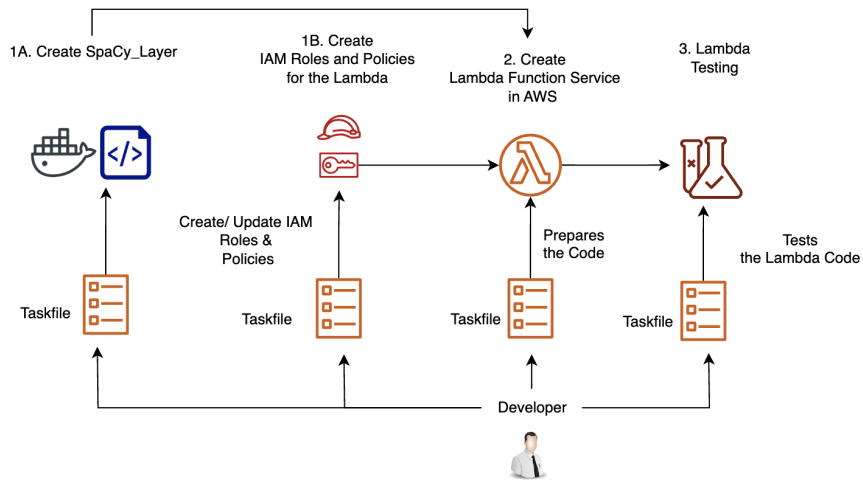 1A. Create SpaCy_Layer
1B. Create
IAM Roles and Policies
for the Lambda
2. Create
Lambda Function Service
in AWS
3. Lambda
Testing
</>
Create/ Update IAM
Roles &
Policies
Prepares
the Code
Tests
the Lambda Code
Taskfile
Taskfile
Taskfile
Taskfile
Developer